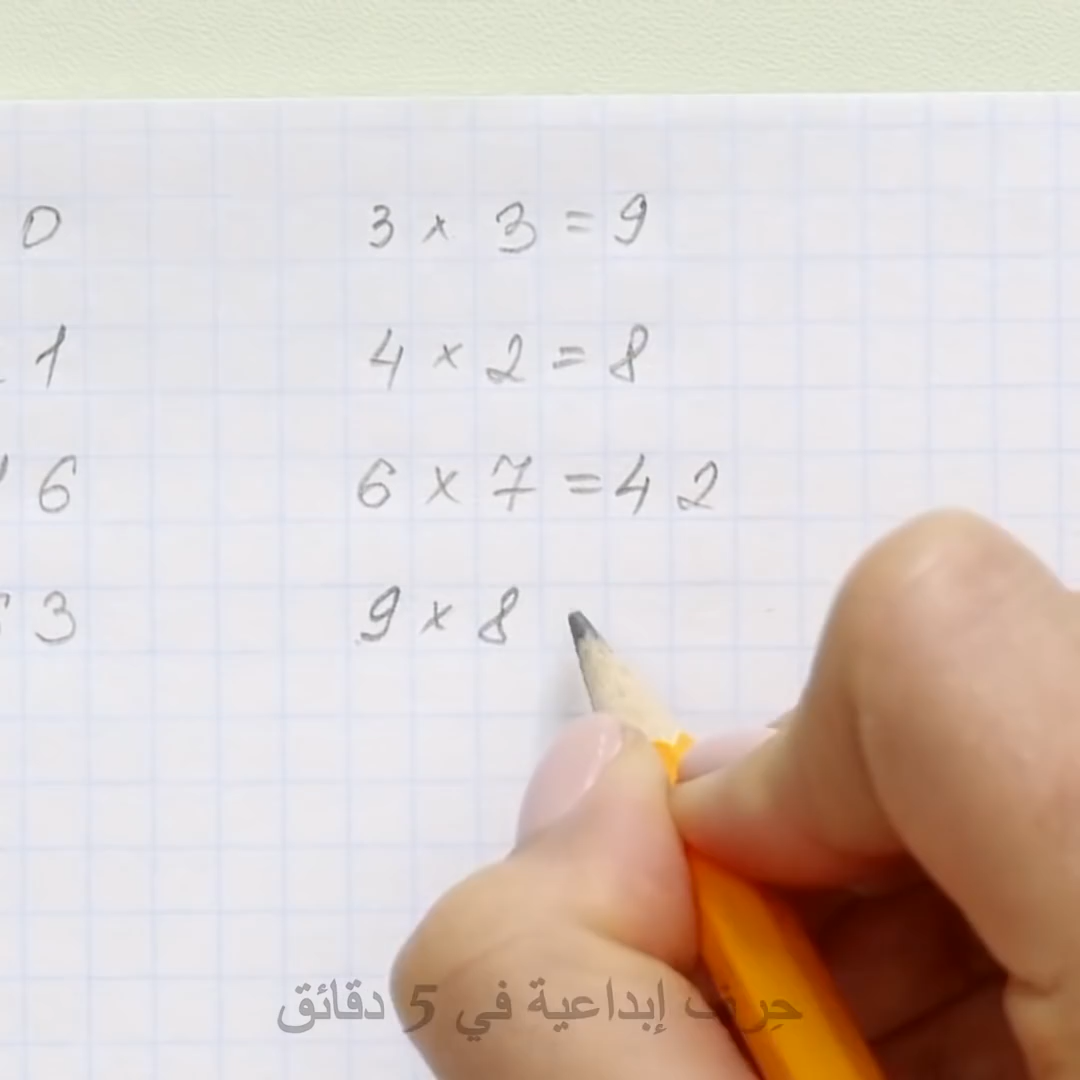 0 3 × 3 = 9
1 4 × 2 = 8
6 6 × 7 = 42
3 9 × 8
حِرف إبداعية في 5 دقائق